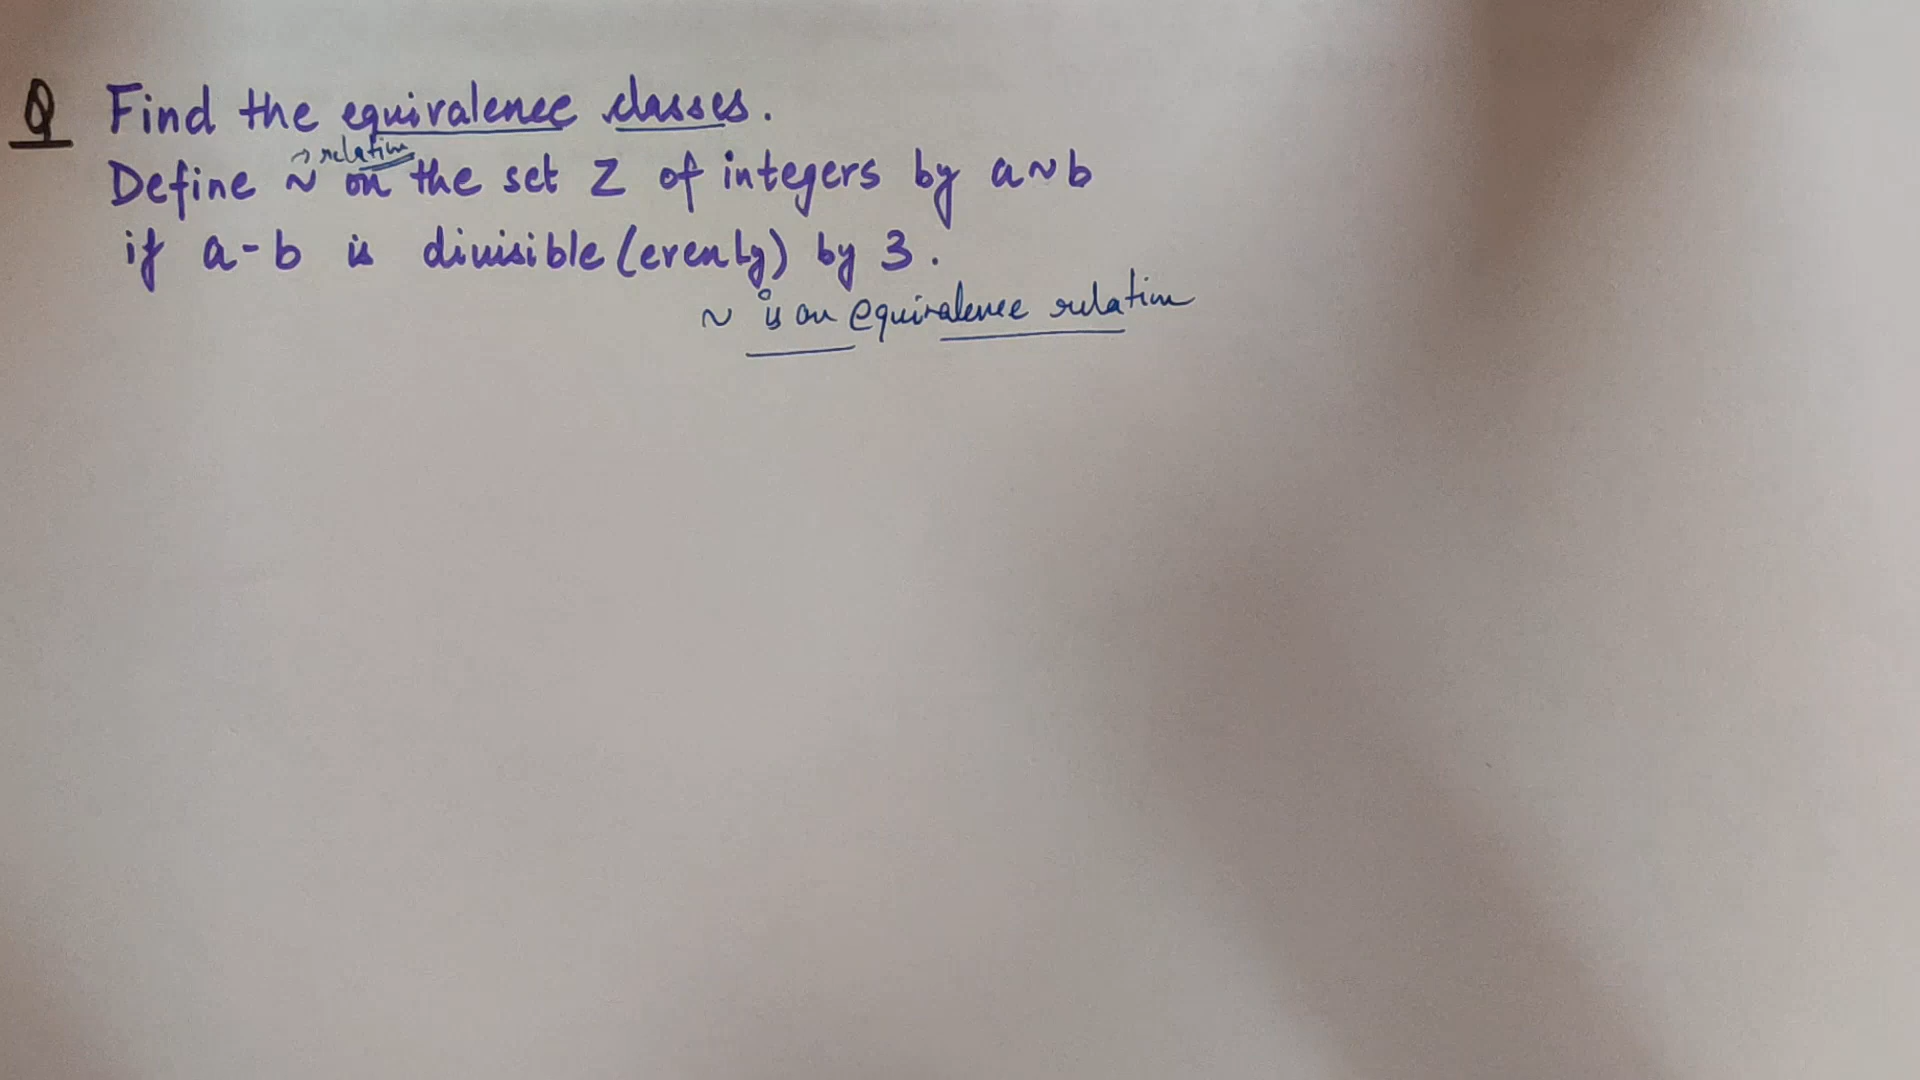 Q Find the equivalence classes.
→ relation
Define ~ on the set Z of integers by a~b
if a-b is divisible (evenly) by 3.
~ is an equivalence relation